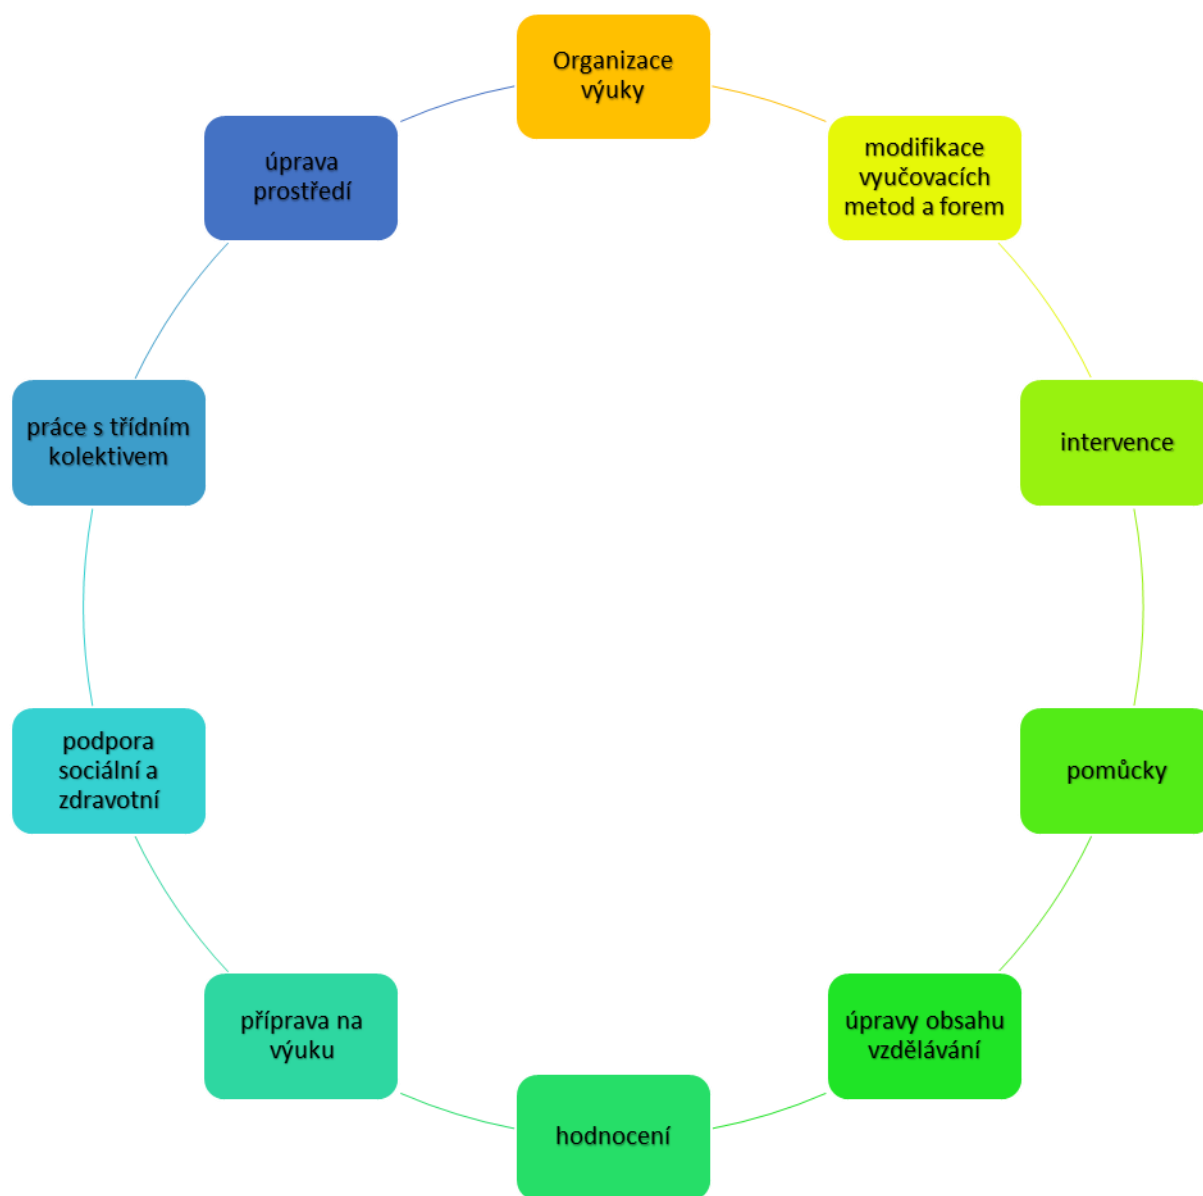 Organizace
výuky
modifikace
vyučovacích
metod a forem
intervence
pomůcky
úpravy obsahu
vzdělávání
hodnocení
příprava na
výuku
podpora
sociální a
zdravotní
práce s třídním
kolektivem
úprava
prostředí